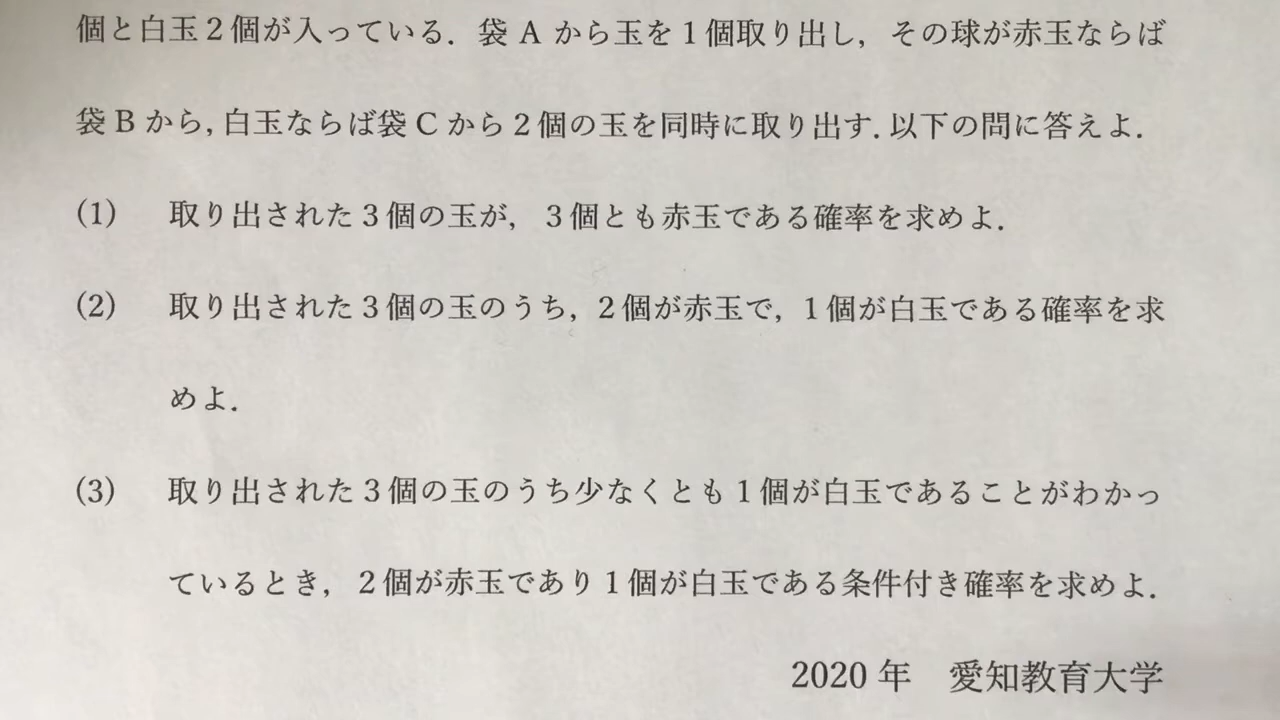 個と白玉２個が入っている．袋 A から玉を１個取り出し，その球が赤玉ならば
袋 B から, 白玉ならば袋 C から２個の玉を同時に取り出す. 以下の問に答えよ．
(1) 取り出された３個の玉が，３個とも赤玉である確率を求めよ．
(2) 取り出された３個の玉のうち，２個が赤玉で，１個が白玉である確率を求
めよ．
(3) 取り出された３個の玉のうち少なくとも１個が白玉であることがわかっ
ているとき，２個が赤玉であり１個が白玉である条件付き確率を求めよ．
2020 年　愛知教育大学